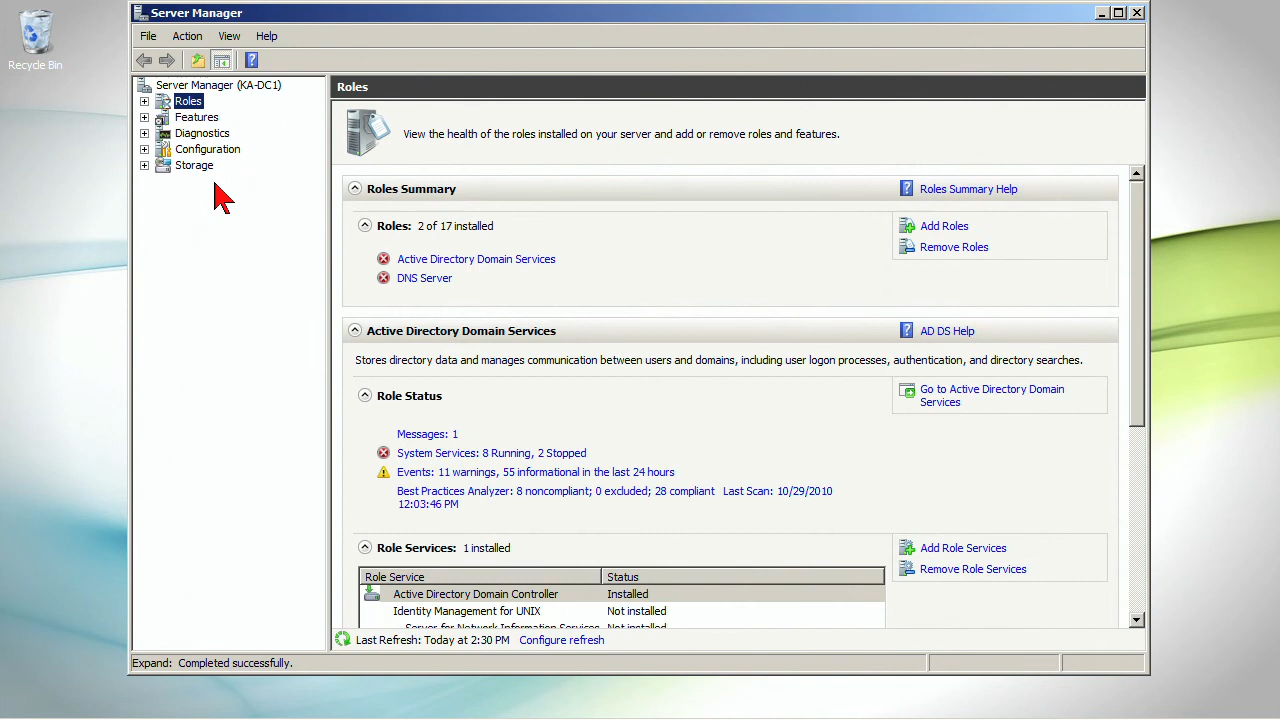 Recycle Bin
Server Manager
File Action View Help
Server Manager (KA-DC1)
Roles
Features
Diagnostics
Configuration
Storage
Roles
View the health of the roles installed on your server and add or remove roles and features.
Roles Summary
Roles Summary Help
Roles: 2 of 17 installed
Add Roles
Remove Roles
Active Directory Domain Services
DNS Server
Active Directory Domain Services
AD DS Help
Stores directory data and manages communication between users and domains, including user logon processes, authentication, and directory searches.
Role Status
Go to Active Directory Domain
Services
Messages: 1
System Services: 8 Running, 2 Stopped
Events: 11 warnings, 55 informational in the last 24 hours
Best Practices Analyzer: 8 noncompliant; 0 excluded; 28 compliant Last Scan: 10/29/2010
12:03:46 PM
Role Services: 1 installed
Add Role Services
Remove Role Services
Role Service Status
Active Directory Domain Controller Installed
Identity Management for UNIX Not installed
Server for Network Information Services Not installed
Last Refresh: Today at 2:30 PM Configure refresh
Expand: Completed successfully.